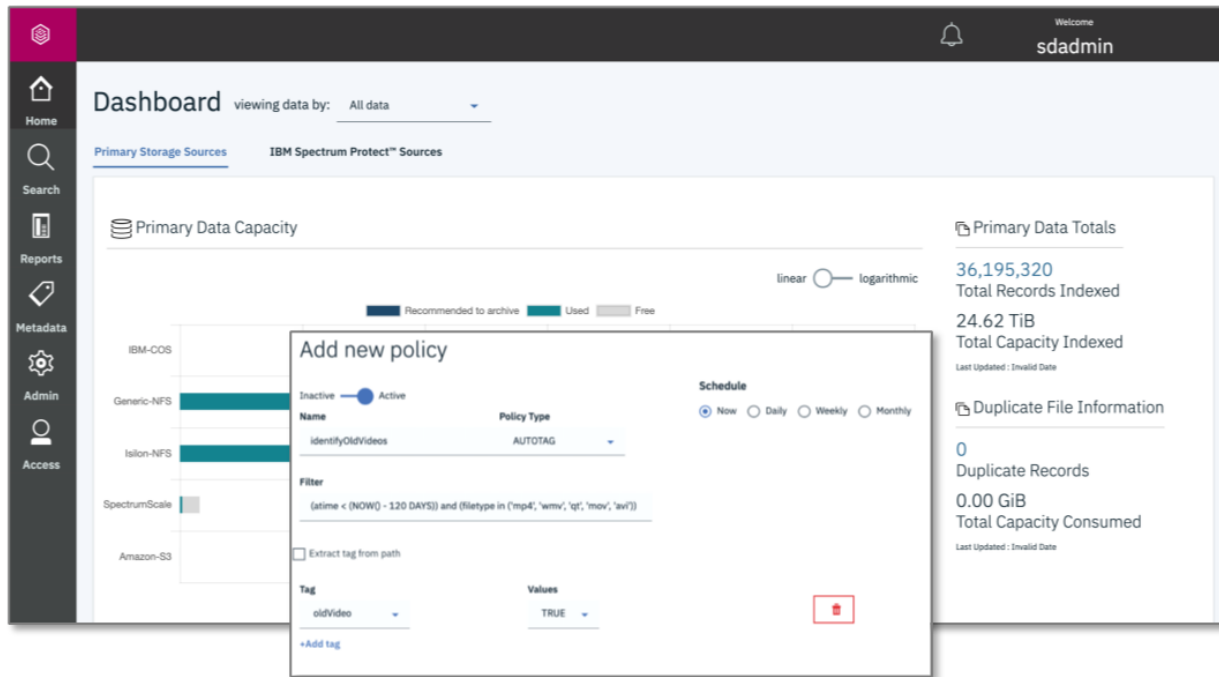 Welcome
sdadmin
Home
Search
Reports
Metadata
Admin
Access
Dashboard viewing data by: All data
Primary Storage Sources IBM Spectrum Protect™ Sources
Primary Data Capacity
linear logarithmic
Recommended to archive Used Free
IBM-COS
Generic-NFS
Isilon-NFS
SpectrumScale
Amazon-S3
Primary Data Totals
36,195,320
Total Records Indexed
24.62 TiB
Total Capacity Indexed
Last Updated : Invalid Date
Duplicate File Information
0
Duplicate Records
0.00 GiB
Total Capacity Consumed
Last Updated : Invalid Date
Add new policy
Inactive Active
Schedule
Now Daily Weekly Monthly
Name Policy Type
identifyOldVideos AUTOTAG
Filter
(atime < (NOW() - 120 DAYS)) and (filetype in ('mp4', 'wmv', 'qt', 'mov', 'avi'))
Extract tag from path
Tag Values
oldVideo TRUE
+Add tag